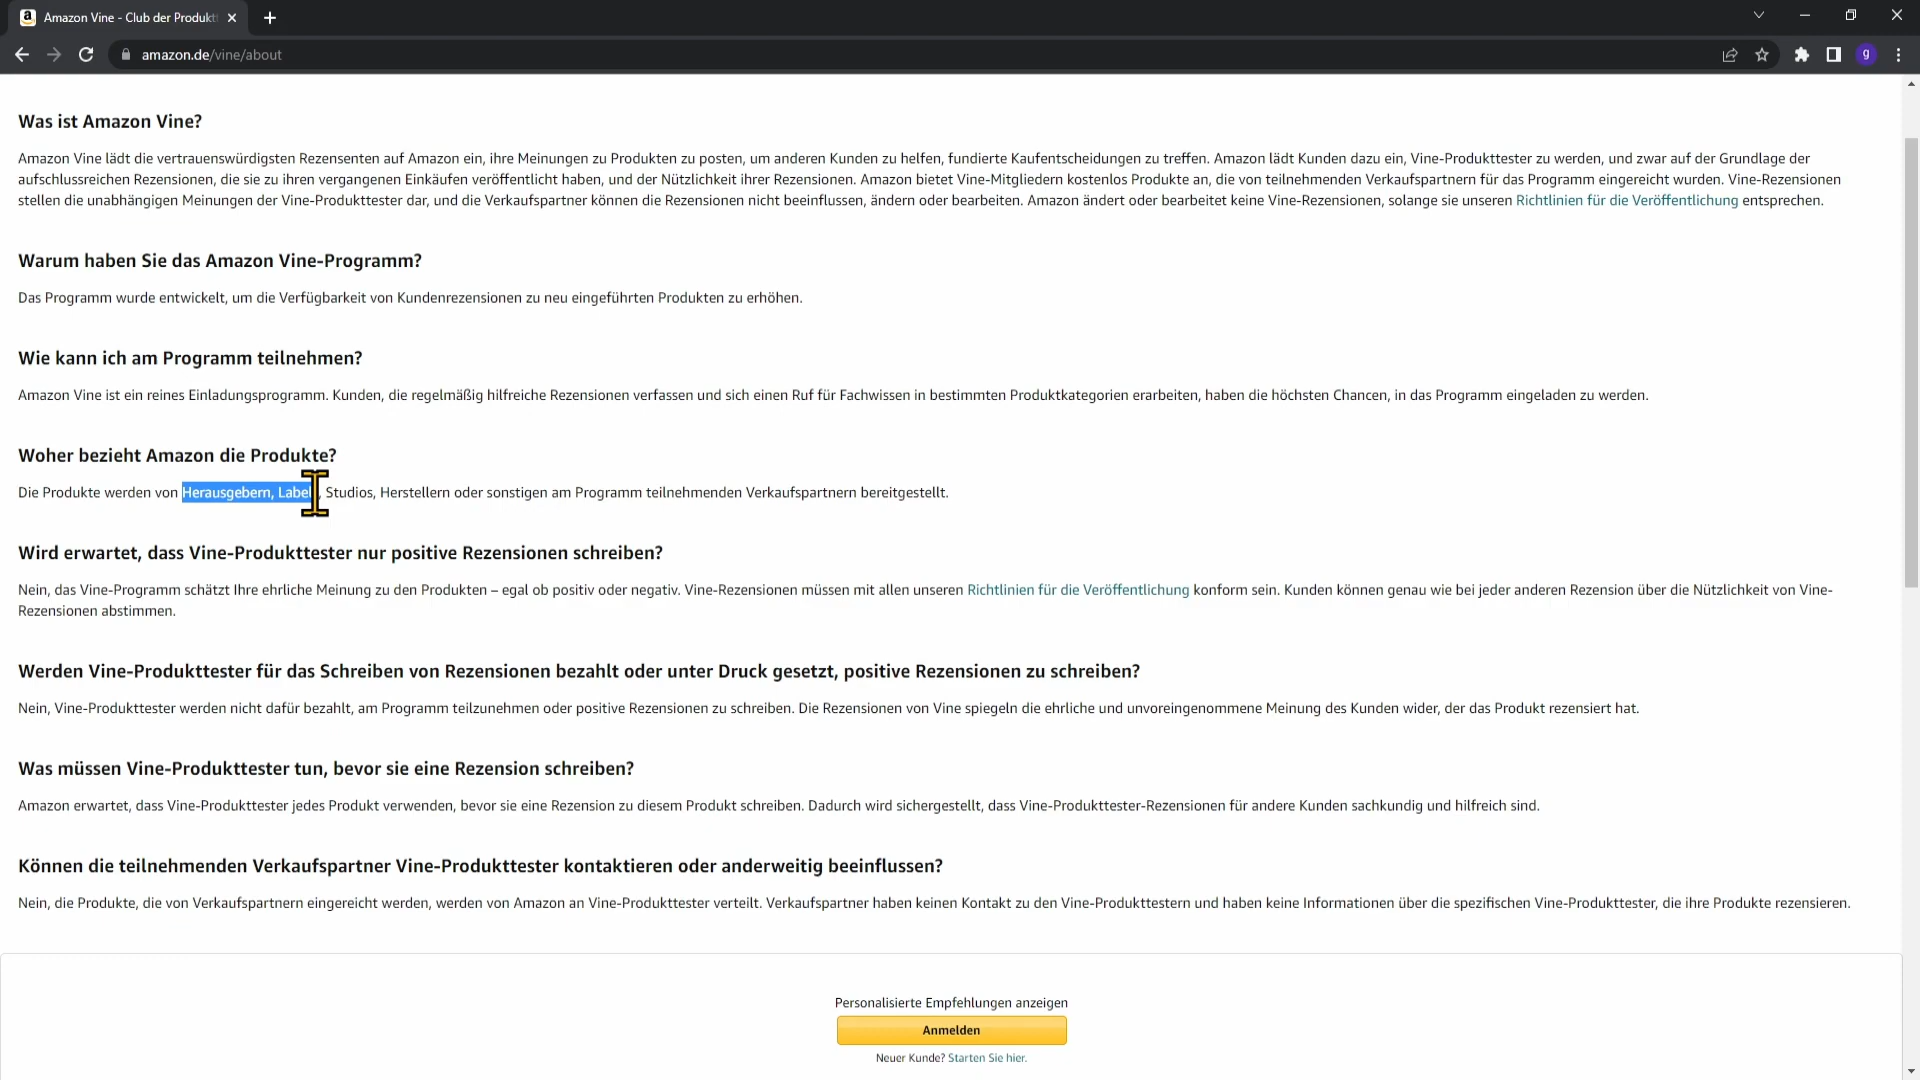 Amazon Vine - Club der Produktt
amazon.de/vine/about
g
Was ist Amazon Vine?
Amazon Vine lädt die vertrauenswürdigsten Rezensenten auf Amazon ein, ihre Meinungen zu Produkten zu posten, um anderen Kunden zu helfen, fundierte Kaufentscheidungen zu treffen. Amazon lädt Kunden dazu ein, Vine-Produkttester zu werden, und zwar auf der Grundlage der
aufschlussreichen Rezensionen, die sie zu ihren vergangenen Einkäufen veröffentlicht haben, und der Nützlichkeit ihrer Rezensionen. Amazon bietet Vine-Mitgliedern kostenlos Produkte an, die von teilnehmenden Verkaufspartnern für das Programm eingereicht wurden. Vine-Rezensionen
stellen die unabhängigen Meinungen der Vine-Produkttester dar, und die Verkaufspartner können die Rezensionen nicht beeinflussen, ändern oder bearbeiten. Amazon ändert oder bearbeitet keine Vine-Rezensionen, solange sie unseren Richtlinien für die Veröffentlichung entsprechen.
Warum haben Sie das Amazon Vine-Programm?
Das Programm wurde entwickelt, um die Verfügbarkeit von Kundenrezensionen zu neu eingeführten Produkten zu erhöhen.
Wie kann ich am Programm teilnehmen?
Amazon Vine ist ein reines Einladungsprogramm. Kunden, die regelmäßig hilfreiche Rezensionen verfassen und sich einen Ruf für Fachwissen in bestimmten Produktkategorien erarbeiten, haben die höchsten Chancen, in das Programm eingeladen zu werden.
Woher bezieht Amazon die Produkte?
Die Produkte werden von Herausgebern, Labels, Studios, Herstellern oder sonstigen am Programm teilnehmenden Verkaufspartnern bereitgestellt.
Wird erwartet, dass Vine-Produkttester nur positive Rezensionen schreiben?
Nein, das Vine-Programm schätzt Ihre ehrliche Meinung zu den Produkten – egal ob positiv oder negativ. Vine-Rezensionen müssen mit allen unseren Richtlinien für die Veröffentlichung konform sein. Kunden können genau wie bei jeder anderen Rezension über die Nützlichkeit von Vine-
Rezensionen abstimmen.
Werden Vine-Produkttester für das Schreiben von Rezensionen bezahlt oder unter Druck gesetzt, positive Rezensionen zu schreiben?
Nein, Vine-Produkttester werden nicht dafür bezahlt, am Programm teilzunehmen oder positive Rezensionen zu schreiben. Die Rezensionen von Vine spiegeln die ehrliche und unvoreingenommene Meinung des Kunden wider, der das Produkt rezensiert hat.
Was müssen Vine-Produkttester tun, bevor sie eine Rezension schreiben?
Amazon erwartet, dass Vine-Produkttester jedes Produkt verwenden, bevor sie eine Rezension zu diesem Produkt schreiben. Dadurch wird sichergestellt, dass Vine-Produkttester-Rezensionen für andere Kunden sachkundig und hilfreich sind.
Können die teilnehmenden Verkaufspartner Vine-Produkttester kontaktieren oder anderweitig beeinflussen?
Nein, die Produkte, die von Verkaufspartnern eingereicht werden, werden von Amazon an Vine-Produkttester verteilt. Verkaufspartner haben keinen Kontakt zu den Vine-Produkttestern und haben keine Informationen über die spezifischen Vine-Produkttester, die ihre Produkte rezensieren.
Personalisierte Empfehlungen anzeigen
Anmelden
Neuer Kunde? Starten Sie hier.